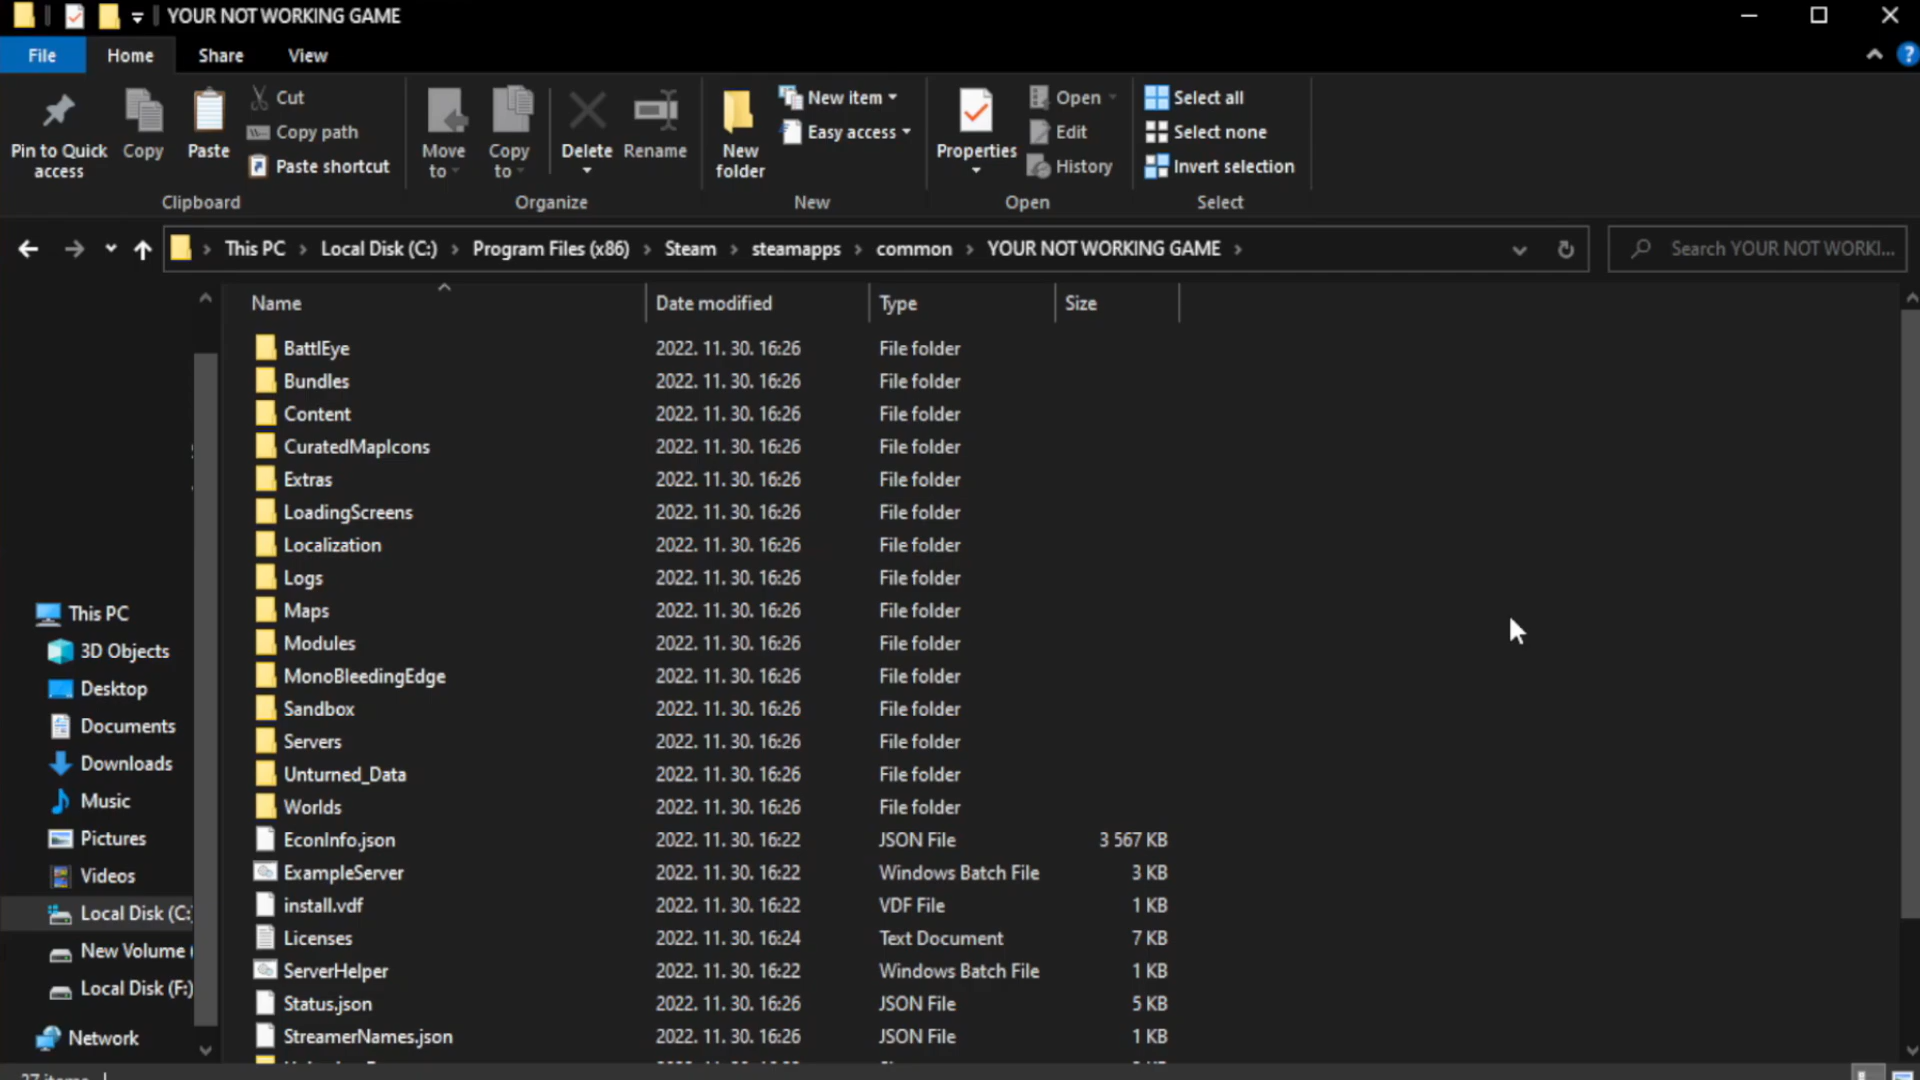 YOUR NOT WORKING GAME
File Home Share View
Pin to Quick access
Copy
Paste
Cut
Copy path
Paste shortcut
Clipboard
Move to
Copy to
Delete
Rename
Organize
New folder
New item
Easy access
New
Properties
Open
Edit
History
Open
Select all
Select none
Invert selection
Select
This PC > Local Disk (C:) > Program Files (x86) > Steam > steamapps > common > YOUR NOT WORKING GAME >
Search YOUR NOT WORKI...
Name Date modified Type Size
BattlEye 2022. 11. 30. 16:26 File folder
Bundles 2022. 11. 30. 16:26 File folder
Content 2022. 11. 30. 16:26 File folder
CuratedMapIcons 2022. 11. 30. 16:26 File folder
Extras 2022. 11. 30. 16:26 File folder
LoadingScreens 2022. 11. 30. 16:26 File folder
Localization 2022. 11. 30. 16:26 File folder
Logs 2022. 11. 30. 16:26 File folder
Maps 2022. 11. 30. 16:26 File folder
Modules 2022. 11. 30. 16:26 File folder
MonoBleedingEdge 2022. 11. 30. 16:26 File folder
Sandbox 2022. 11. 30. 16:26 File folder
Servers 2022. 11. 30. 16:26 File folder
Unturned_Data 2022. 11. 30. 16:26 File folder
Worlds 2022. 11. 30. 16:26 File folder
EconInfo.json 2022. 11. 30. 16:22 JSON File 3 567 KB
ExampleServer 2022. 11. 30. 16:22 Windows Batch File 3 KB
install.vdf 2022. 11. 30. 16:22 VDF File 1 KB
Licenses 2022. 11. 30. 16:24 Text Document 7 KB
ServerHelper 2022. 11. 30. 16:22 Windows Batch File 1 KB
Status.json 2022. 11. 30. 16:26 JSON File 5 KB
StreamerNames.json 2022. 11. 30. 16:26 JSON File 1 KB
This PC
3D Objects
Desktop
Documents
Downloads
Music
Pictures
Videos
Local Disk (C:)
New Volume (
Local Disk (F:)
Network